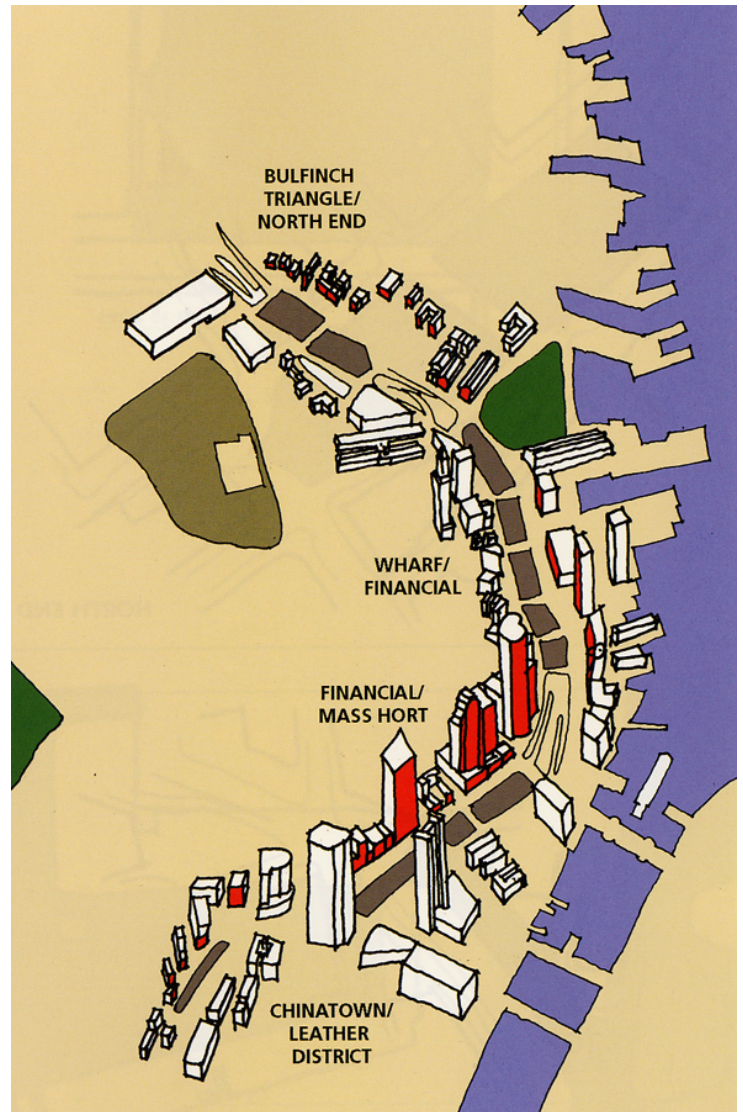 BULFINCH
TRIANGLE/
NORTH END
WHARF/
FINANCIAL
FINANCIAL/
MASS HORT
CHINATOWN/
LEATHER
DISTRICT